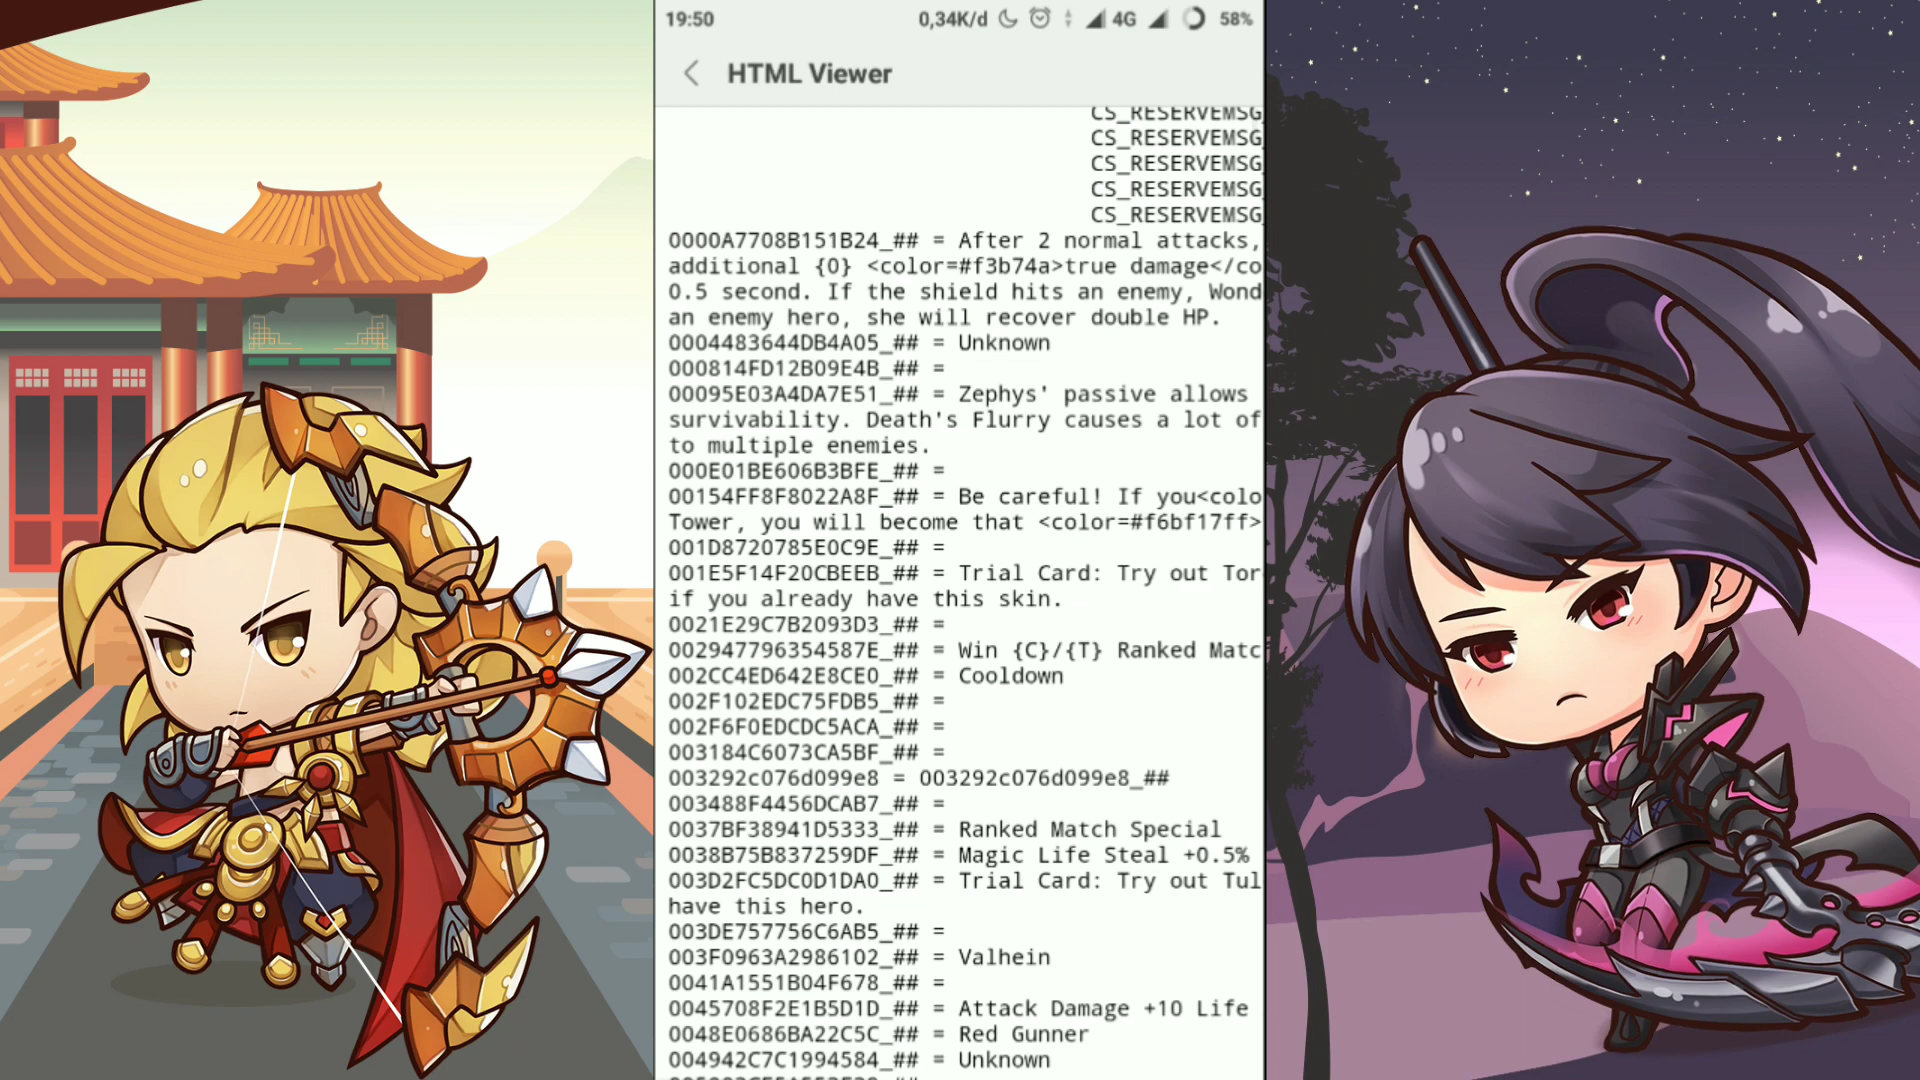 19:50
0,34K/d 4G 58%
HTML Viewer
CS_RESERVEMSG_
CS_RESERVEMSG_
CS_RESERVEMSG_
CS_RESERVEMSG_
CS_RESERVEMSG_
0000A7708B151B24_## = After 2 normal attacks,
additional {0} <color=#f3b74a>true damage</co
0.5 second. If the shield hits an enemy, Wond
an enemy hero, she will recover double HP.
0004483644DB4A05_## = Unknown
000814FD12B09E4B_## =
00095E03A4DA7E51_## = Zephys' passive allows
survivability. Death's Flurry causes a lot of
to multiple enemies.
000E01BE606B3BFE_## =
00154FF8F8022A8F_## = Be careful! If you<colo
Tower, you will become that <color=#f6bf17ff>
001D8720785E0C9E_## =
001E5F14F20CBEEB_## = Trial Card: Try out Tor
if you already have this skin.
0021E29C7B2093D3_## =
002947796354587E_## = Win {C}/{T} Ranked Matc
002CC4ED642E8CE0_## = Cooldown
002F102EDC75FDB5_## =
002F6F0EDCDC5ACA_## =
003184C6073CA5BF_## =
003292c076d099e8 = 003292c076d099e8_##
003488F4456DCAB7_## =
0037BF38941D5333_## = Ranked Match Special
0038B75B837259DF_## = Magic Life Steal +0.5%
003D2FC5DC0D1DA0_## = Trial Card: Try out Tul
have this hero.
003DE757756C6AB5_## =
003F0963A2986102_## = Valhein
0041A1551B04F678_## =
0045708F2E1B5D1D_## = Attack Damage +10 Life
0048E0686BA22C5C_## = Red Gunner
004942C7C1994584_## = Unknown